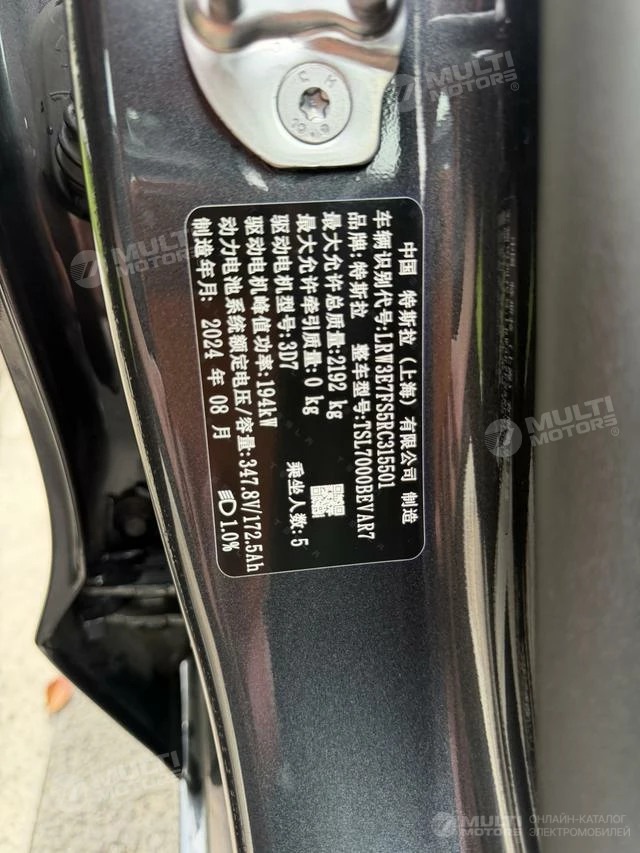 中国 特斯拉（上海）有限公司 制造
车辆识别代号:LRW3E7FS5RC315501
品牌:特斯拉 整车型号:TSL7000BEVAR7
最大允许总质量:2192 kg
最大允许牵引质量:0 kg 乘坐人数:5
驱动电机型号:3D7
驱动电机峰值功率:194kW
动力电池系统额定电压/容量:347.8V/172.5Ah
制造年月: 2024 年 08 月 1.0%
MULTI
MOTORS
MULTI
MOTORS
MULTI
MOTORS
MULTI
MOTORS
MULTI
MOTORS
ОНЛАЙН-КАТАЛОГ
ЭЛЕКТРОМОБИЛЕЙ